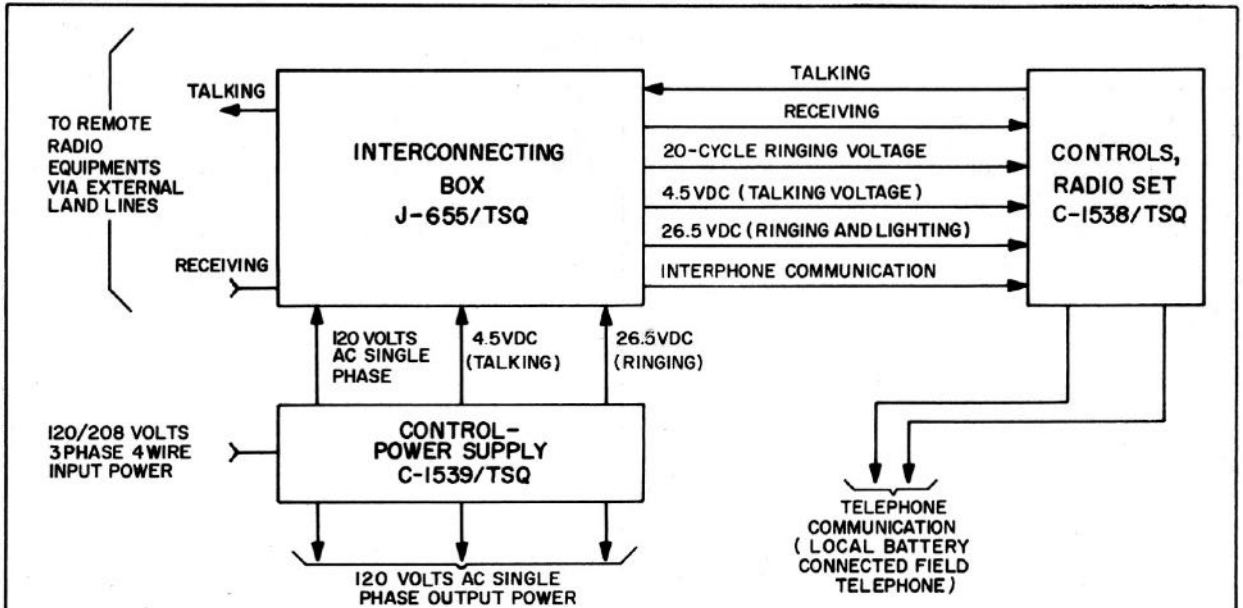 TO REMOTE
RADIO
EQUIPMENTS
VIA EXTERNAL
LAND LINES
TALKING
RECEIVING
INTERCONNECTING
BOX
J-655/TSQ
TALKING
RECEIVING
20-CYCLE RINGING VOLTAGE
4.5 VDC (TALKING VOLTAGE)
26.5 VDC (RINGING AND LIGHTING)
INTERPHONE COMMUNICATION
CONTROLS,
RADIO SET
C-1538/TSQ
120 VOLTS
AC SINGLE
PHASE
4.5VDC
(TALKING)
26.5VDC
(RINGING)
120/208 VOLTS
3 PHASE 4 WIRE
INPUT POWER
CONTROL-
POWER SUPPLY
C-1539/TSQ
120 VOLTS AC SINGLE
PHASE OUTPUT POWER
TELEPHONE
COMMUNICATION
( LOCAL BATTERY
CONNECTED FIELD
TELEPHONE)